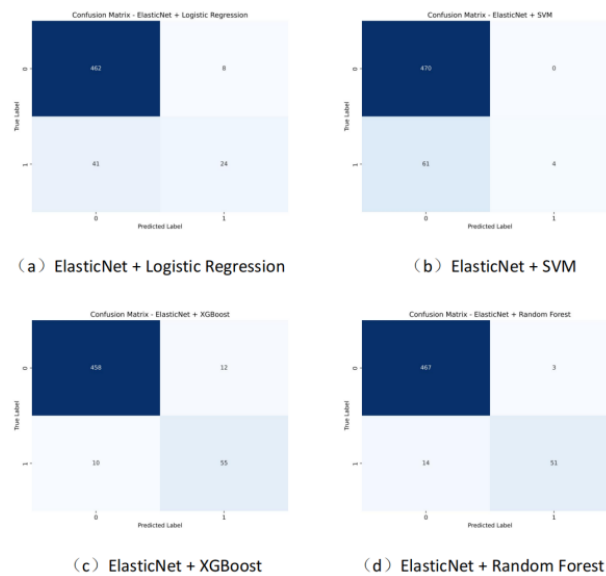 Confusion Matrix - ElasticNet + Logistic Regression
True Label
0
462
8
1
41
24
0
1
Predicted Label
(a) ElasticNet + Logistic Regression
Confusion Matrix - ElasticNet + SVM
True Label
0
470
0
1
61
4
0
1
Predicted Label
(b) ElasticNet + SVM
Confusion Matrix - ElasticNet + XGBoost
True Label
0
458
12
1
10
55
0
1
Predicted Label
(c) ElasticNet + XGBoost
Confusion Matrix - ElasticNet + Random Forest
True Label
0
467
3
1
14
51
0
1
Predicted Label
(d) ElasticNet + Random Forest